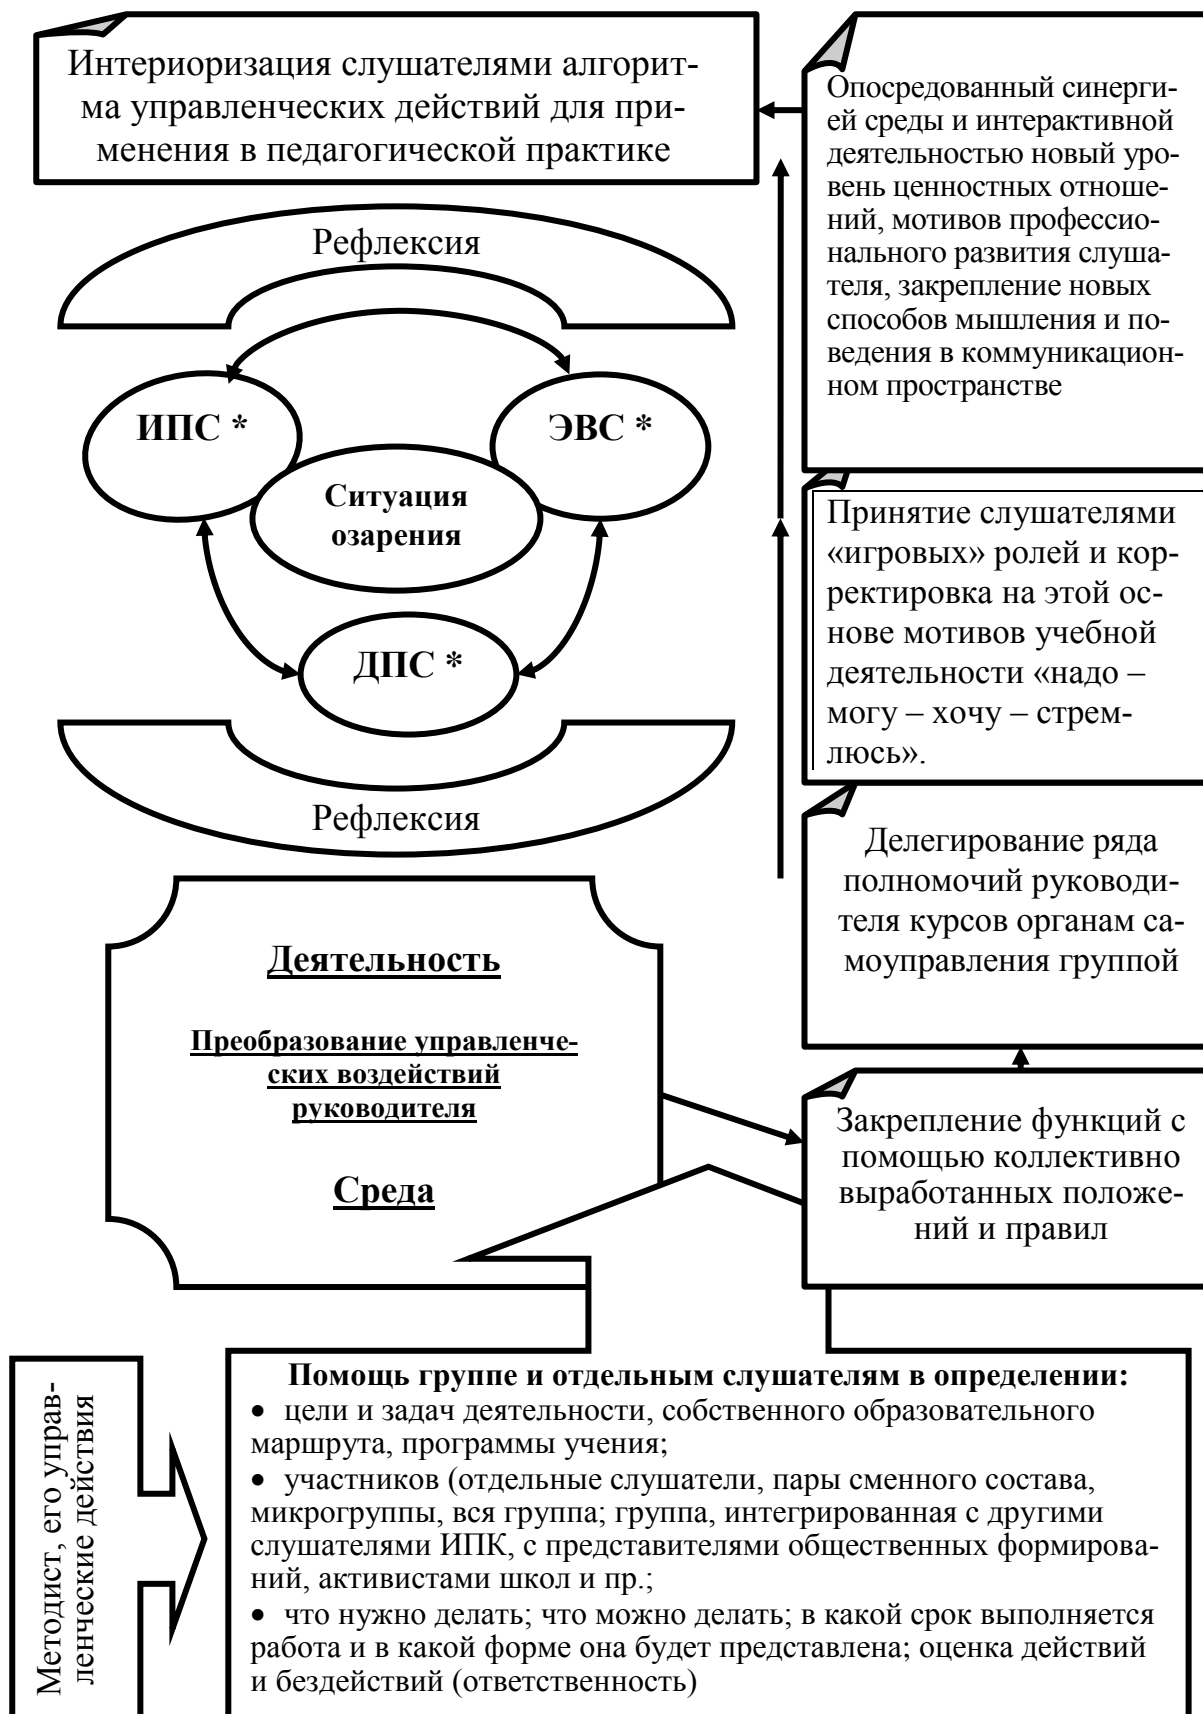 Интериоризация слушателями алгорит-
ма управленческих действий для при-
менения в педагогической практике
Опосредованный синерги-
ей среды и интерактивной
деятельностью новый уро-
вень ценностных отноше-
ний, мотивов профессио-
нального развития слуша-
теля, закрепление новых
способов мышления и по-
ведения в коммуникацион-
ном пространстве
Рефлексия
ИПС *
ЭВС *
Ситуация
озарения
ДПС *
Рефлексия
Принятие слушателями
«игровых» ролей и кор-
ректировка на этой ос-
нове мотивов учебной
деятельности «надо –
могу – хочу – стрем-
люсь».
Делегирование ряда
полномочий руководи-
теля курсов органам са-
моуправления группой
Деятельность
Преобразование управленче-
ских воздействий
руководителя
Среда
Закрепление функций с
помощью коллективно
выработанных положе-
ний и правил
Методист, его управ-
ленческие действия
Помощь группе и отдельным слушателям в определении:
• цели и задач деятельности, собственного образовательного
маршрута, программы учения;
• участников (отдельные слушатели, пары сменного состава,
микрогруппы, вся группа; группа, интегрированная с другими
слушателями ИПК, с представителями общественных формирова-
ний, активистами школ и пр.;
• что нужно делать; что можно делать; в какой срок выполняется
работа и в какой форме она будет представлена; оценка действий
и бездействий (ответственность)